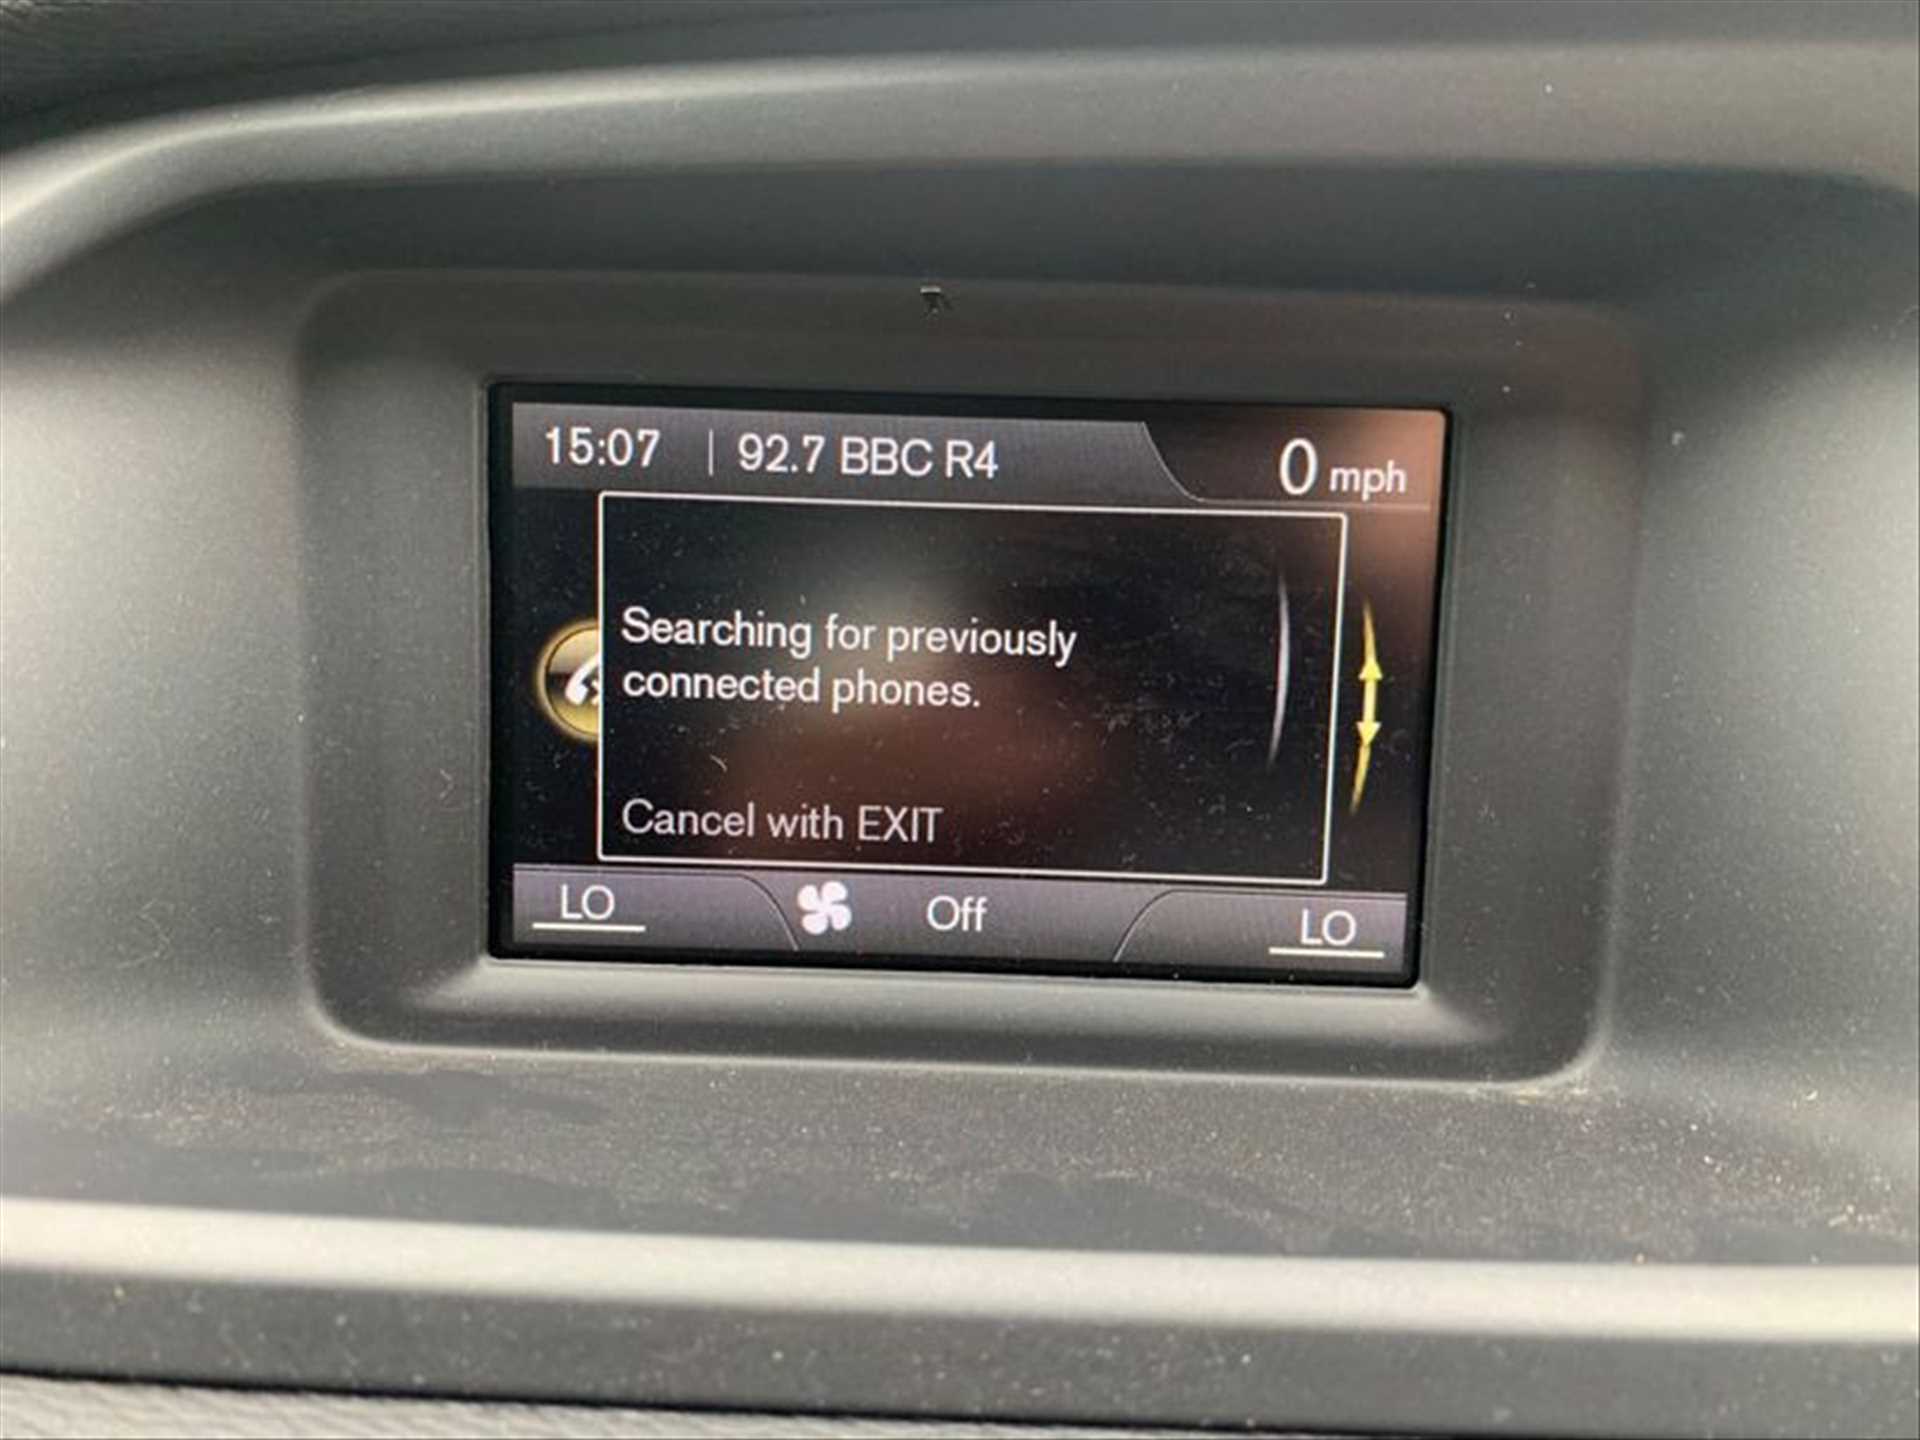 15:07 | 92.7 BBC R4 0 mph
Searching for previously
connected phones.
Cancel with EXIT
LO Off LO